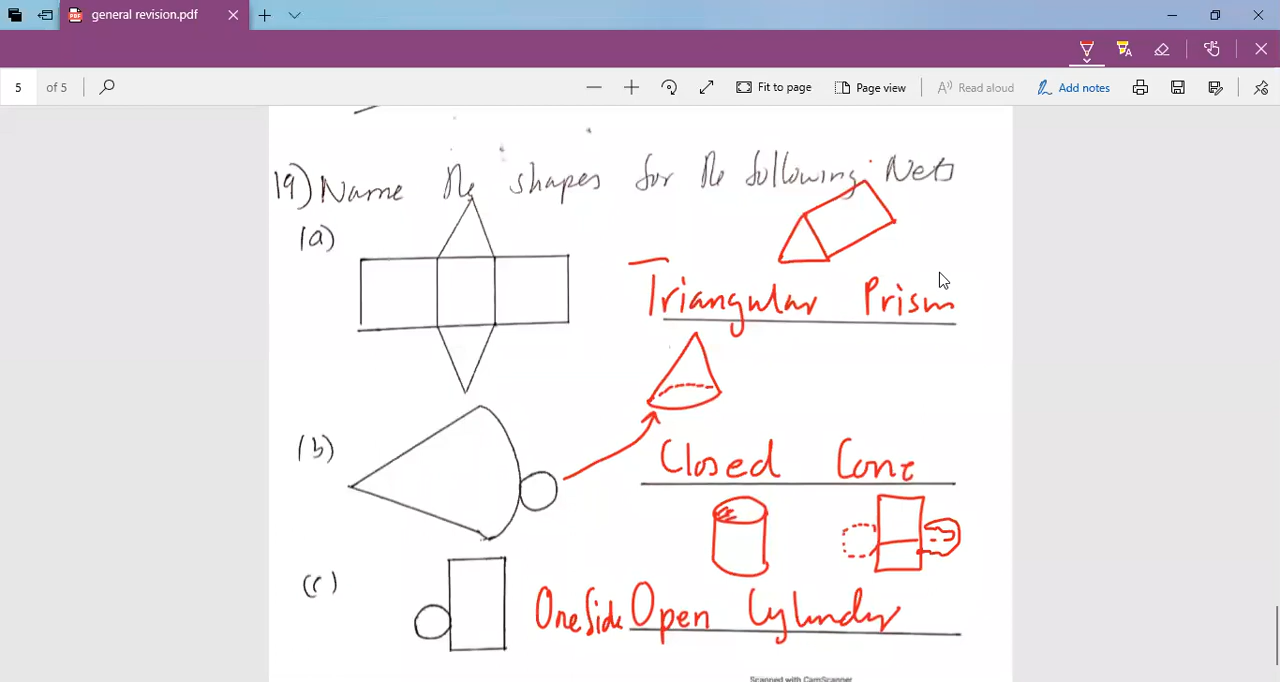 general revision.pdf
5 of 5 Fit to page Page view Read aloud Add notes
19) Name the shapes for the following Nets
(a)
Triangular Prism
(b)
Closed Cone
(c)
One Side Open Cylinder
Scanned with CamScanner